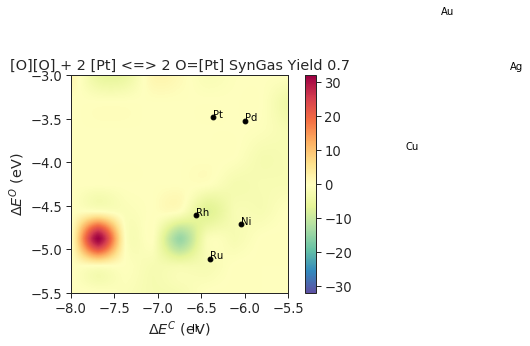 Au
Ag
[O][O] + 2 [Pt] <=> 2 O=[Pt] SynGas Yield 0.7
Cu
−3.0
−3.5
−4.0
−4.5
−5.0
−5.5
ΔE^O (eV)
Pt
Pd
Rh
Ni
Ru
30
20
10
0
−10
−20
−30
−8.0 −7.5 −7.0 −6.5 −6.0 −5.5
ΔE^C (eV)
Ir